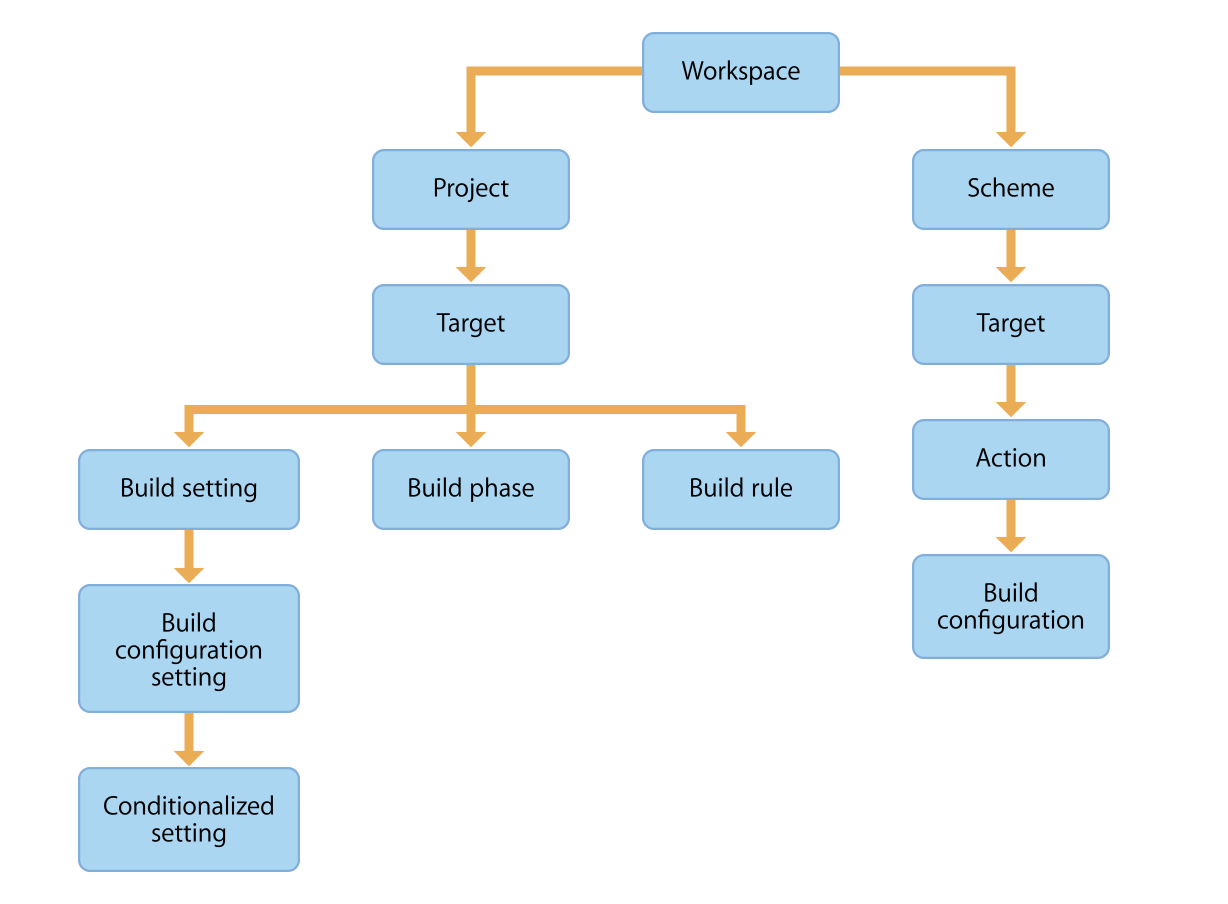 Workspace
Project
Scheme
Target
Target
Action
Build setting
Build phase
Build rule
Build
configuration
Build
configuration
setting
Conditionalized
setting